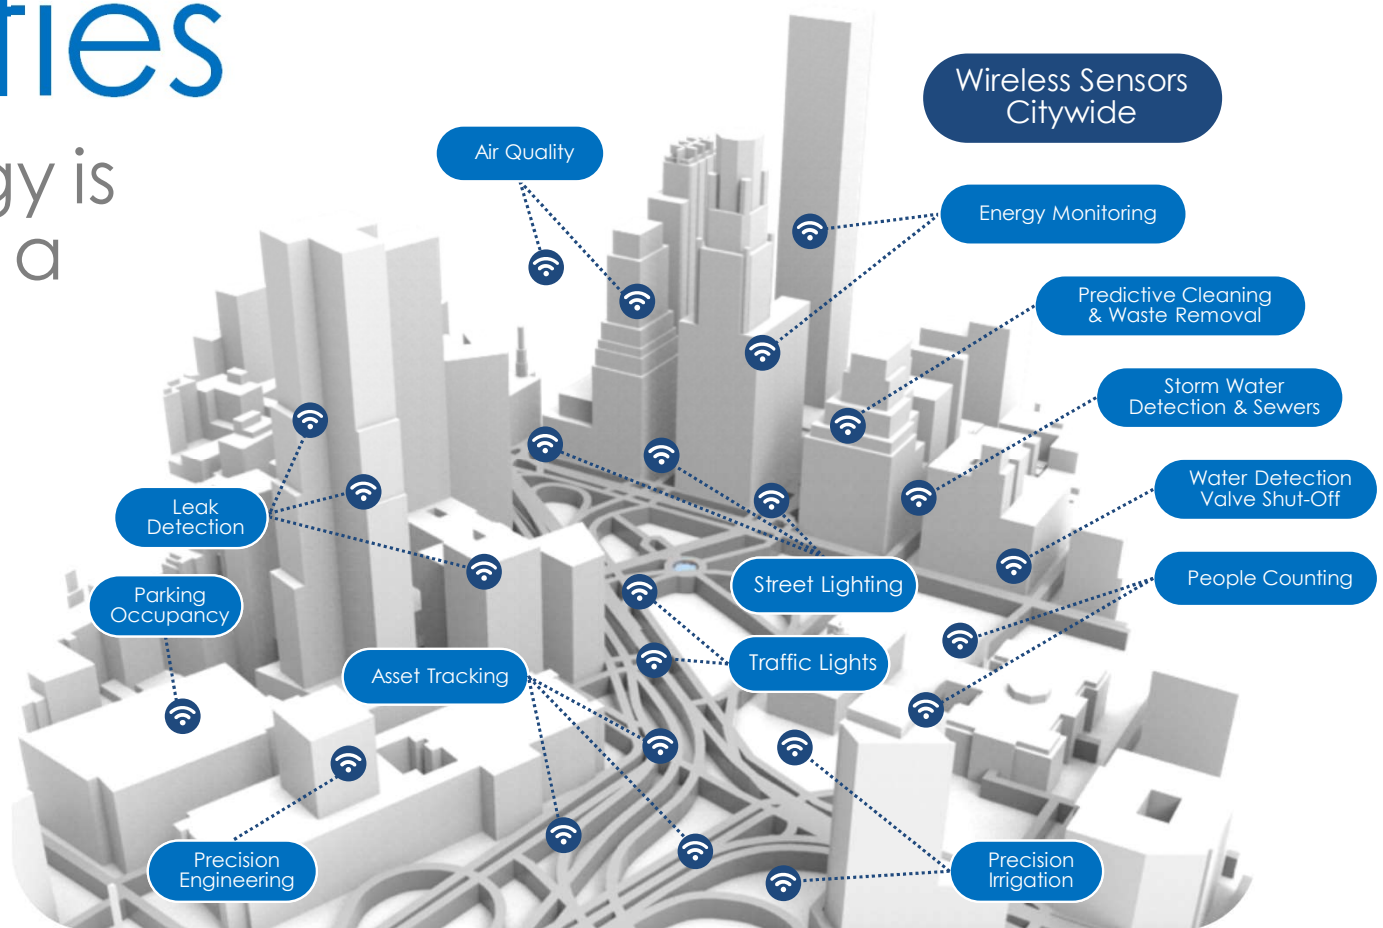 ties
gy is
a
Wireless Sensors
Citywide
Air Quality
Energy Monitoring
Predictive Cleaning
& Waste Removal
Storm Water
Detection & Sewers
Water Detection
Valve Shut-Off
Leak
Detection
People Counting
Street Lighting
Parking
Occupancy
Traffic Lights
Asset Tracking
Precision
Engineering
Precision
Irrigation